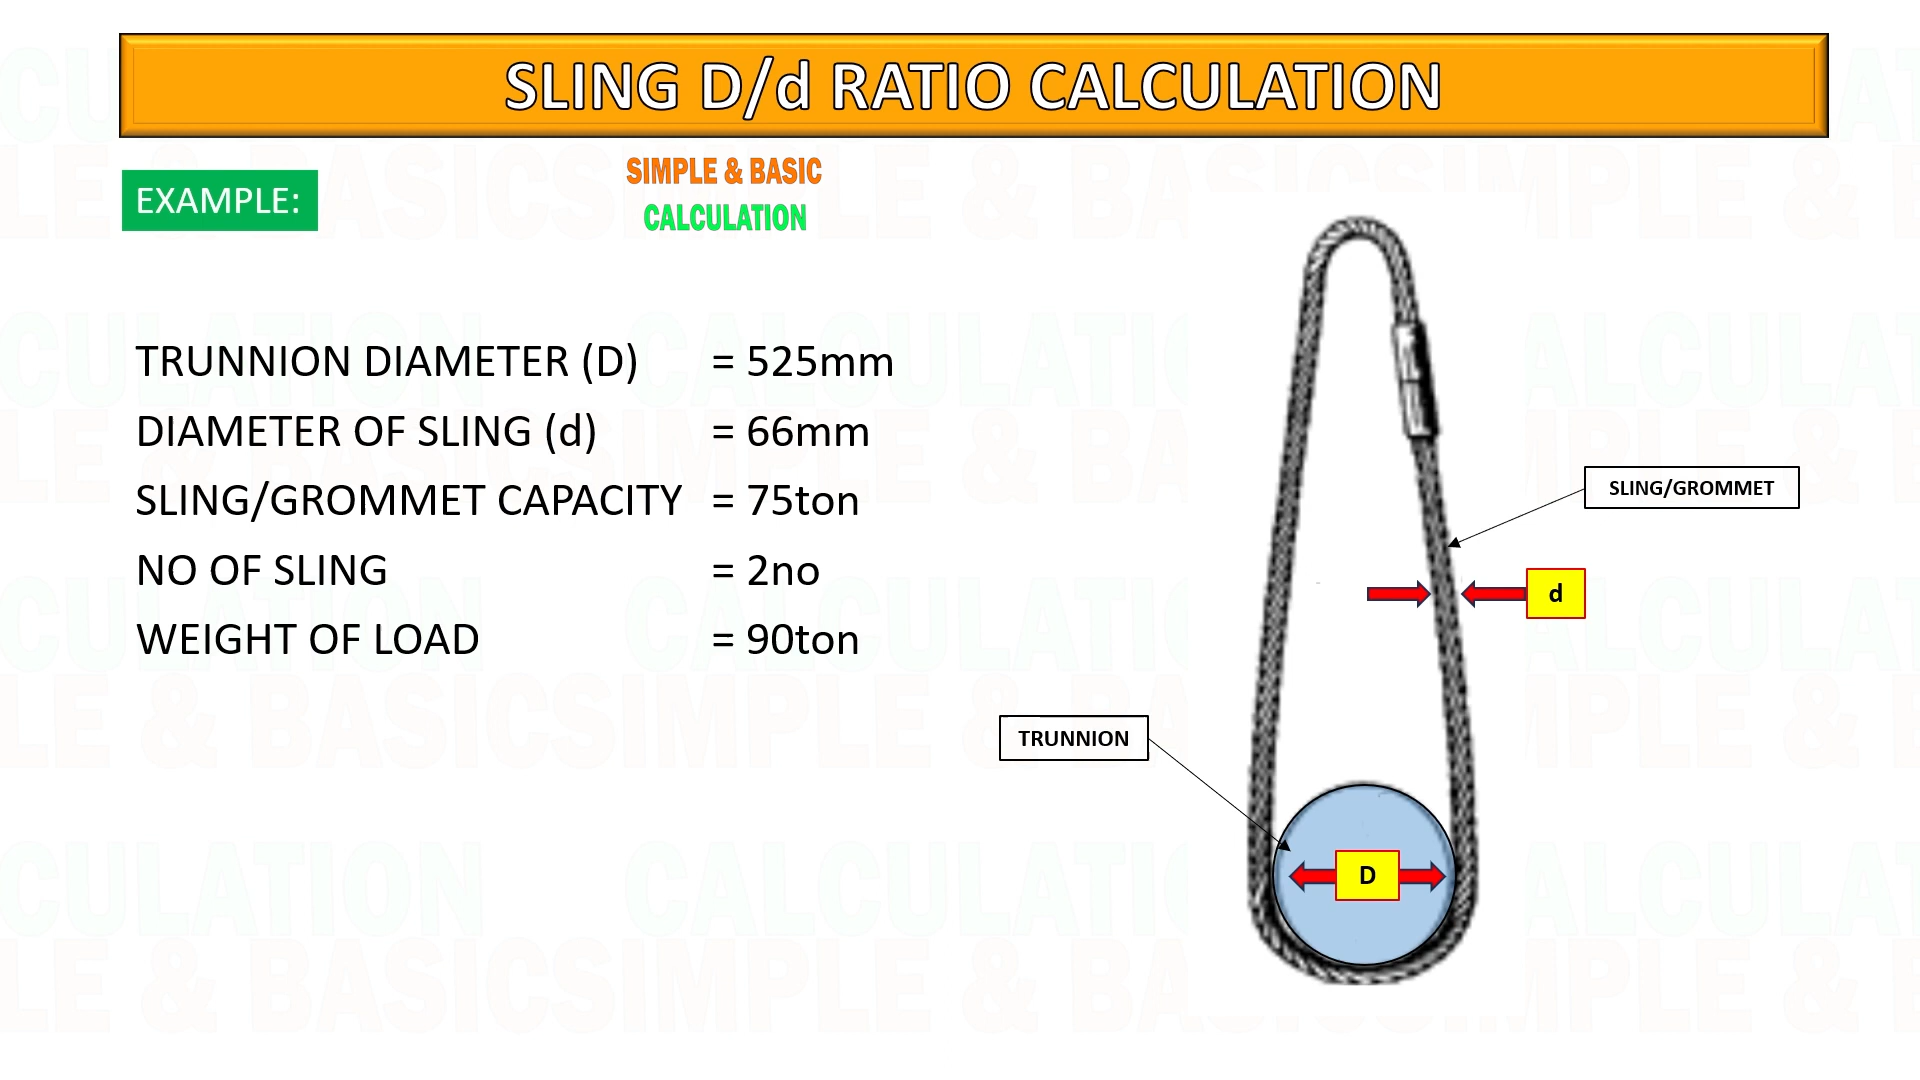 SLING D/d RATIO CALCULATION
EXAMPLE:
SIMPLE & BASIC
CALCULATION
TRUNNION DIAMETER (D) = 525mm
DIAMETER OF SLING (d) = 66mm
SLING/GROMMET CAPACITY = 75ton
NO OF SLING = 2no
WEIGHT OF LOAD = 90ton
SLING/GROMMET
d
TRUNNION
D